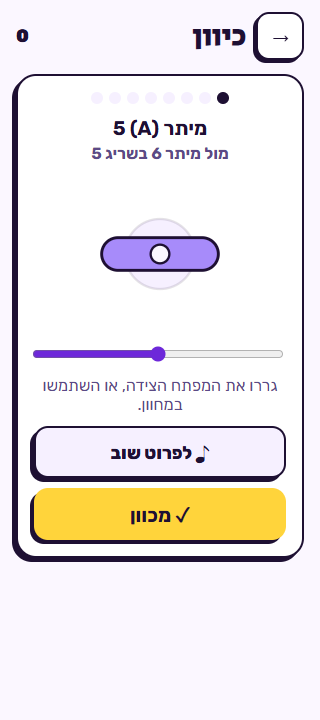 → כיוון 0
מיתר 5 (A)
מול מיתר 6 בשריג 5
גררו את המפתח הצידה, או השתמשו
במחוון.
♪ לפרוט שוב
✓ מכוון